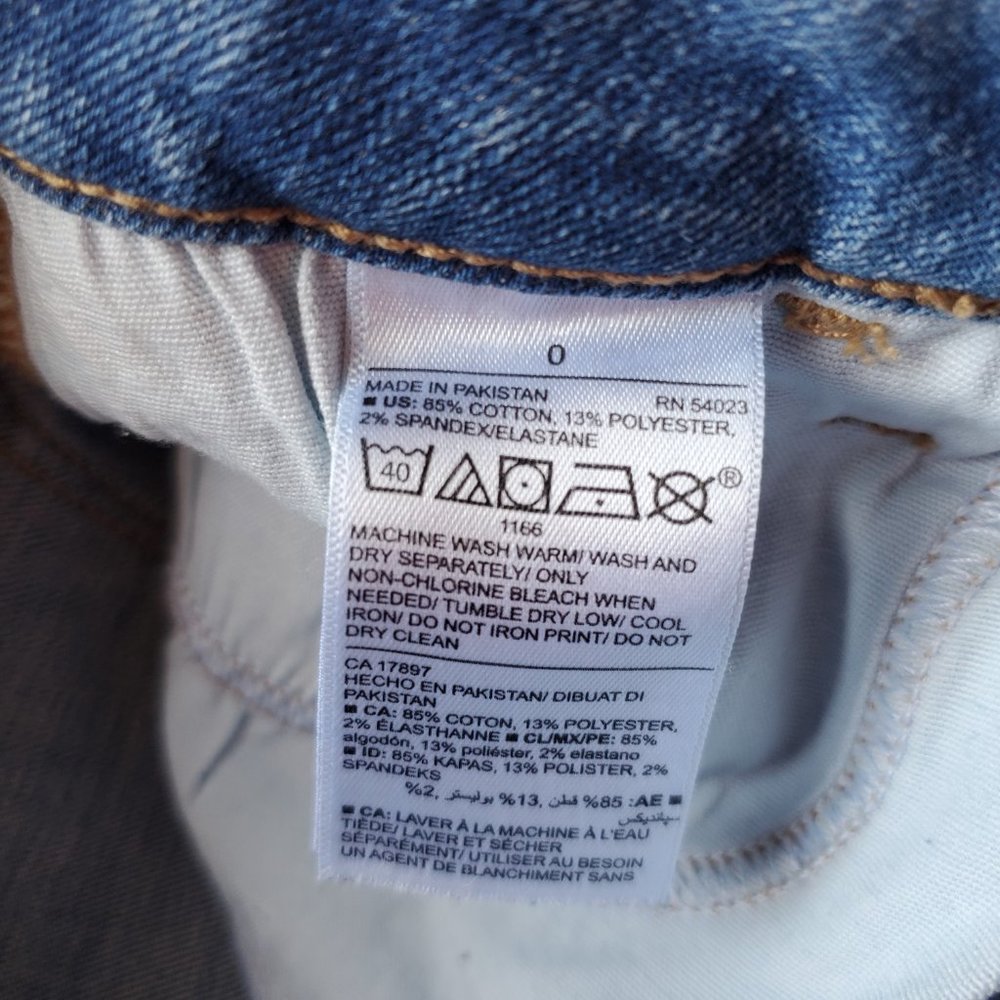 0
MADE IN PAKISTAN RN 54023
■ US: 85% COTTON, 13% POLYESTER,
2% SPANDEX/ELASTANE
40 ®
1166
MACHINE WASH WARM/ WASH AND
DRY SEPARATELY/ ONLY
NON-CHLORINE BLEACH WHEN
NEEDED/ TUMBLE DRY LOW/ COOL
IRON/ DO NOT IRON PRINT/ DO NOT
DRY CLEAN
CA 17897
HECHO EN PAKISTAN/ DIBUAT DI
PAKISTAN
■ CA: 85% COTON, 13% POLYESTER,
2% ÉLASTHANNE ■ CL/MX/PE: 85%
algodón, 13% poliéster, 2% elastano
■ ID: 85% KAPAS, 13% POLISTER, 2%
SPANDEKS
■ AE: 85% قطن, 13% بوليستر, 2%
سپانديكس
■ CA: LAVER À LA MACHINE À L'EAU
TIÈDE/ LAVER ET SÉCHER
SÉPARÉMENT/ UTILISER AU BESOIN
UN AGENT DE BLANCHIMENT SANS